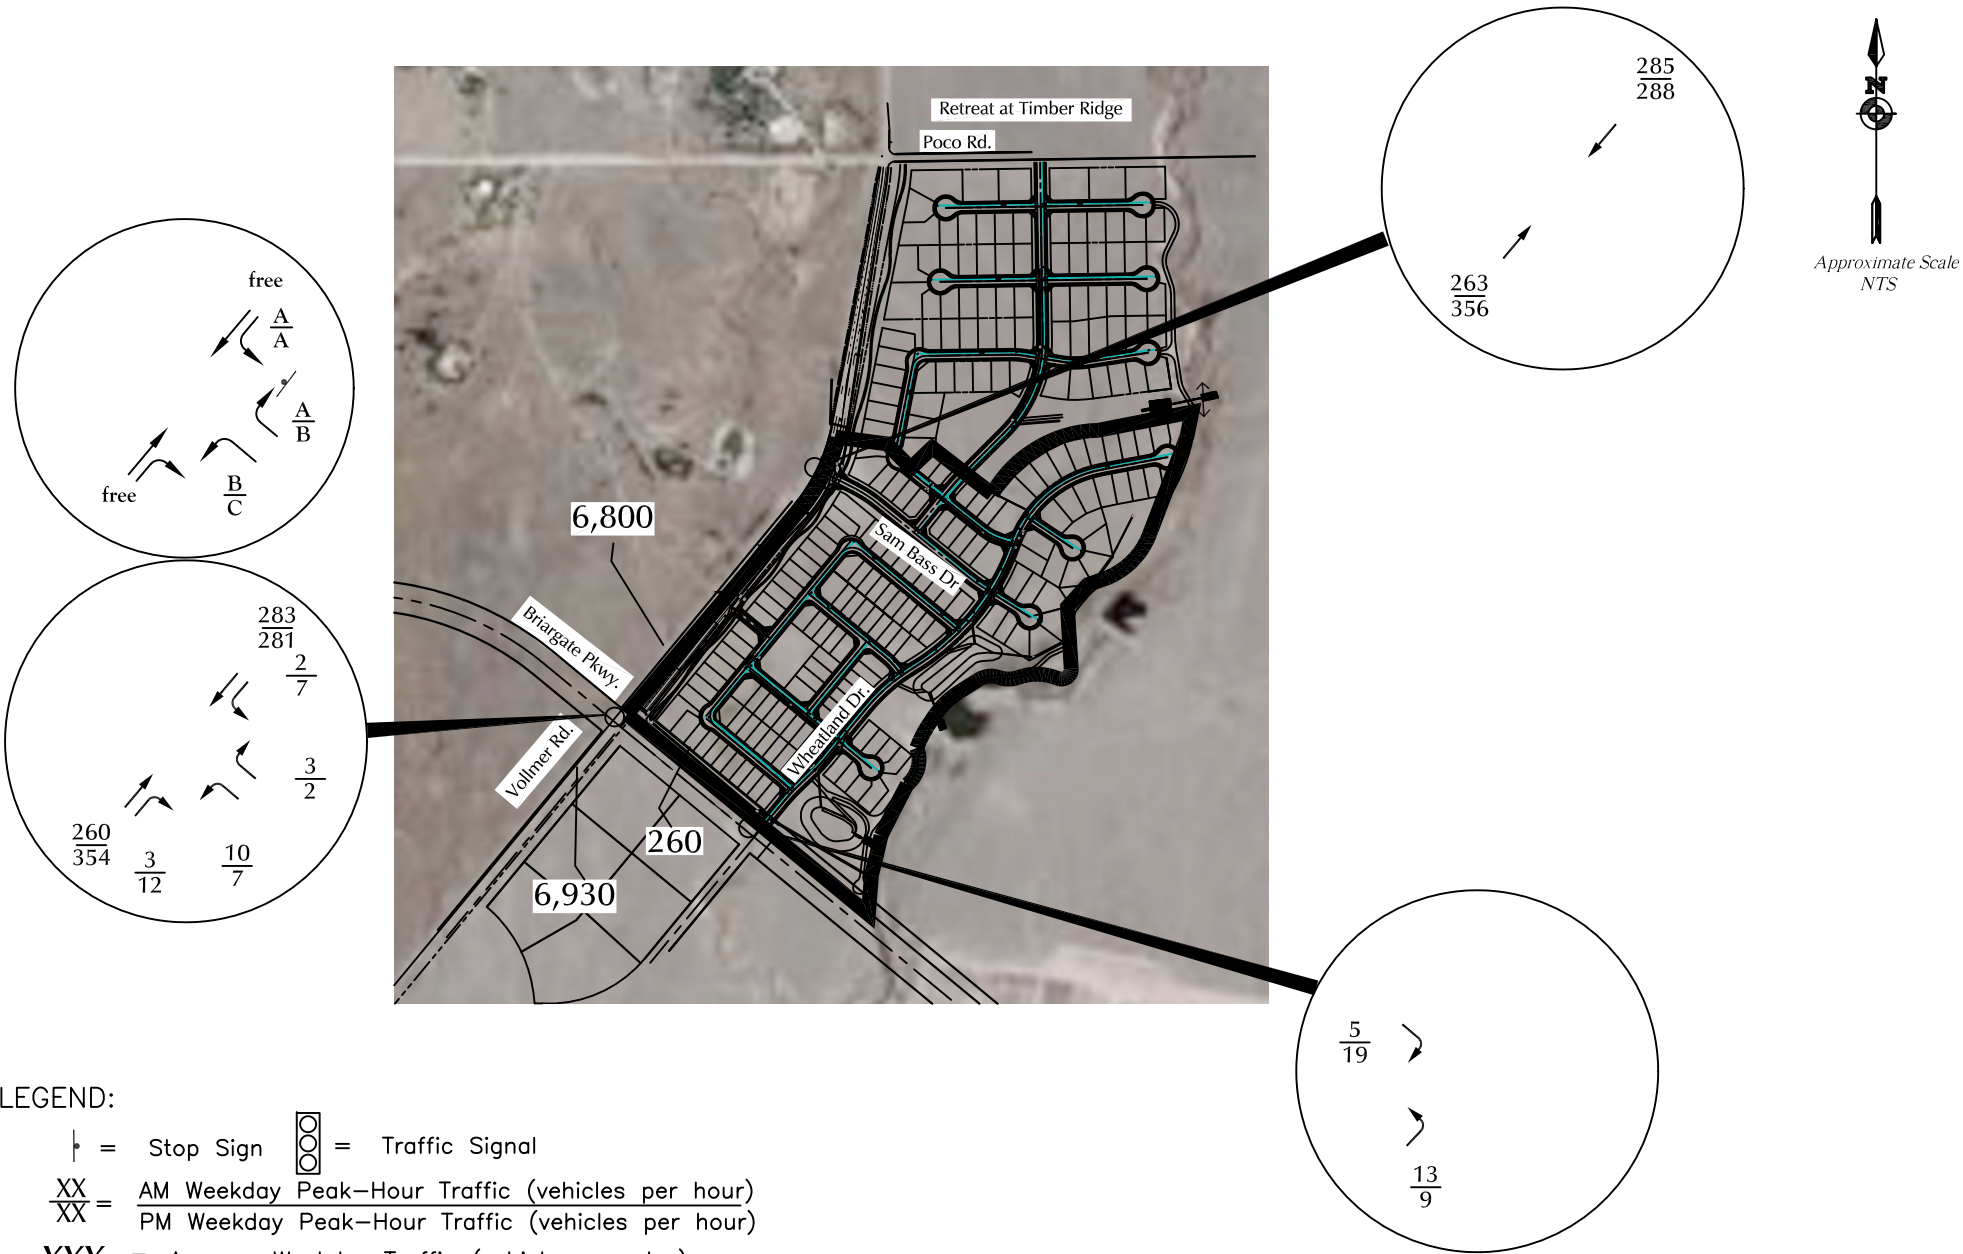 285
288
N
Approximate Scale
NTS
263
356
Retreat at Timber Ridge
Poco Rd.
free
A
A
A
B
free
B
C
6,800
Sam Bass Dr
Briargate Pkwy.
Wheatland Dr.
Vollmer Rd.
260
6,930
283
281
2
7
3
2
260
354
3
12
10
7
5
19
13
9
LEGEND:
= Stop Sign = Traffic Signal
XX
XX
= AM Weekday Peak-Hour Traffic (vehicles per hour)
PM Weekday Peak-Hour Traffic (vehicles per hour)